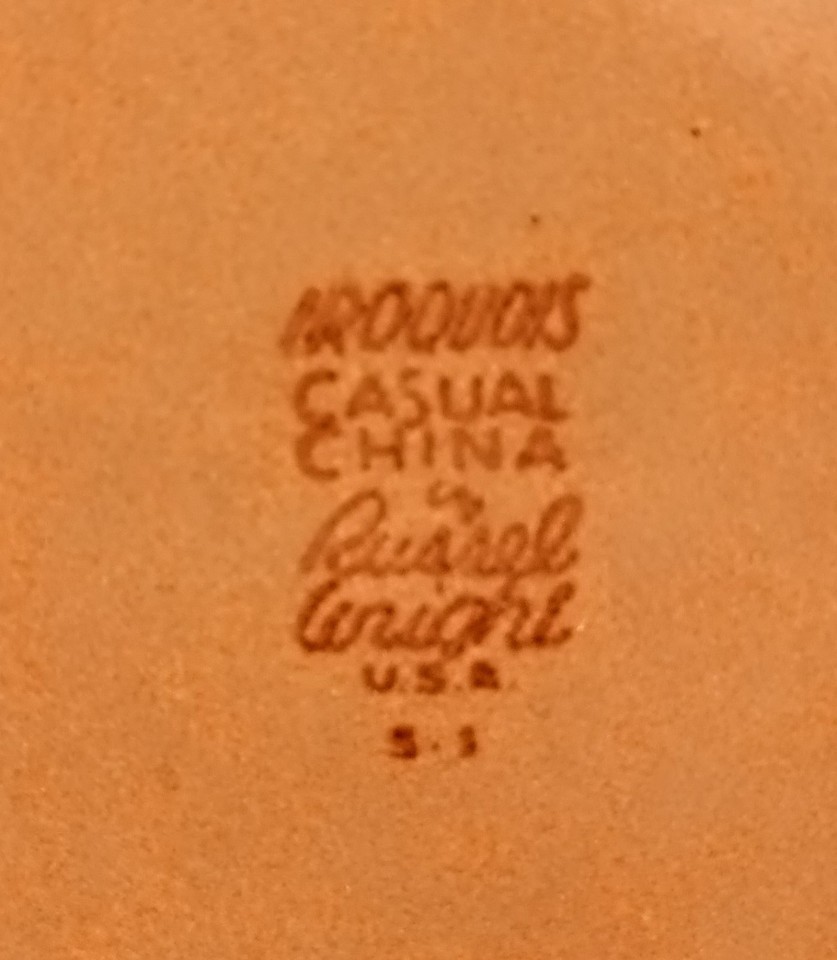 IROQUOIS
CASUAL
CHINA
by
Russel
Wright
U.S.A.